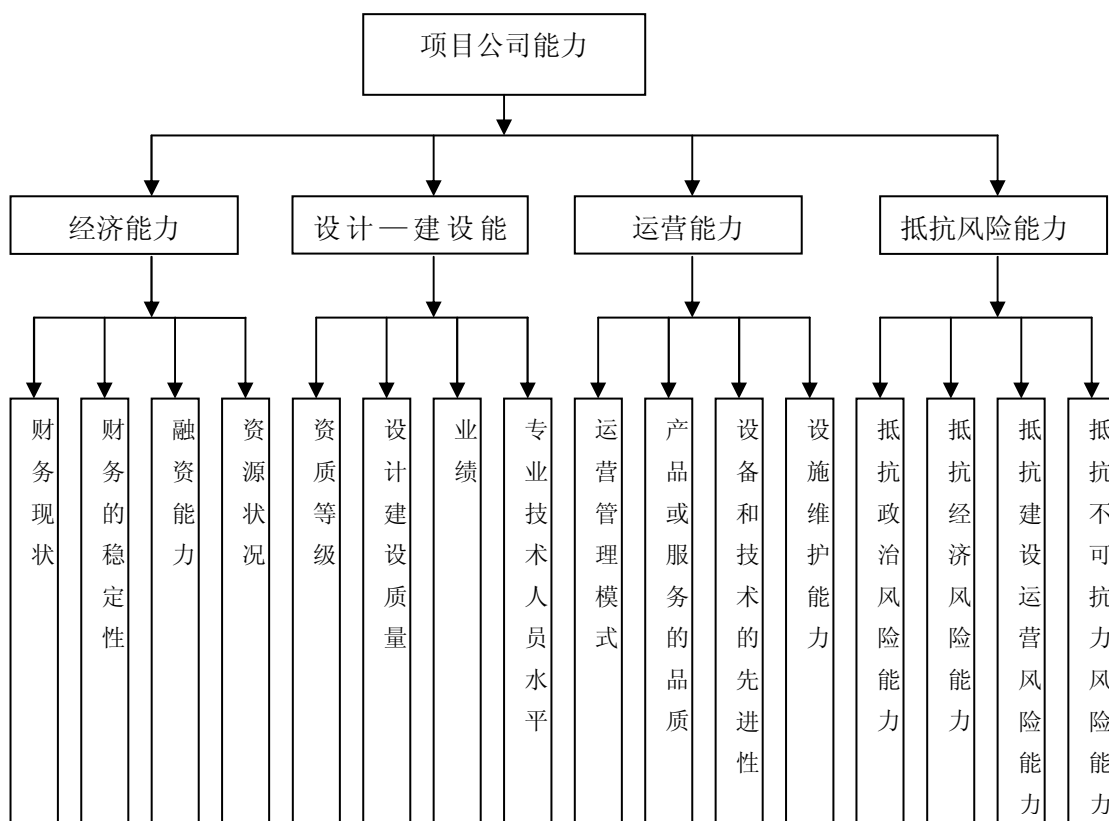 项目公司能力
经济能力
设计—建设能
运营能力
抵抗风险能力
财务现状
财务的稳定性
融资能力
资源状况
资质等级
设计建设质量
业绩
专业技术人员水平
运营管理模式
产品或服务的品质
设备和技术的先进性
设施维护能力
抵抗政治风险能力
抵抗经济风险能力
抵抗建设运营风险能力
抵抗不可抗力风险能力